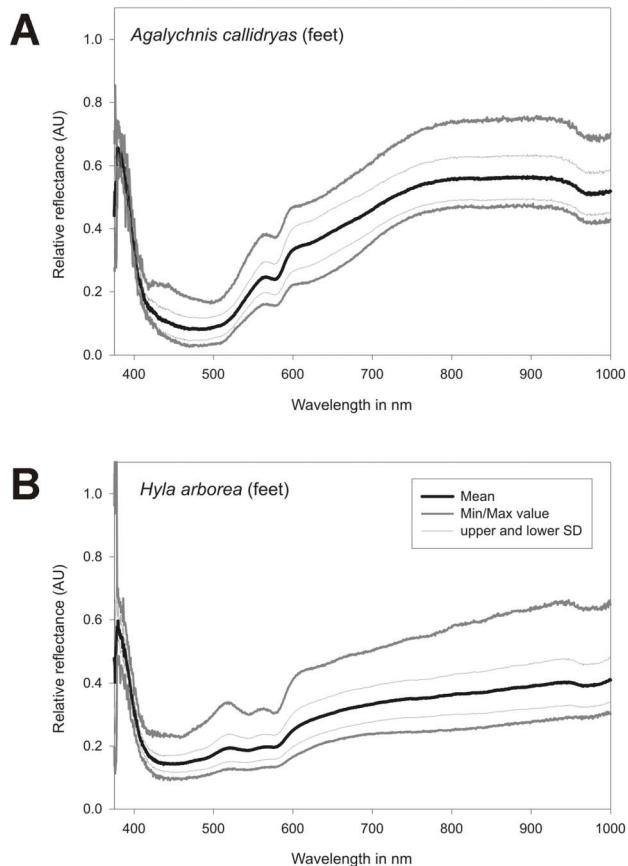 A
Agalychnis callidryas (feet)
Relative reflectance (AU)
1.0
0.8
0.6
0.4
0.2
0.0
400 500 600 700 800 900 1000
Wavelength in nm
B
Hyla arborea (feet)
Mean
Min/Max value
upper and lower SD
Relative reflectance (AU)
1.0
0.8
0.6
0.4
0.2
0.0
400 500 600 700 800 900 1000
Wavelength in nm